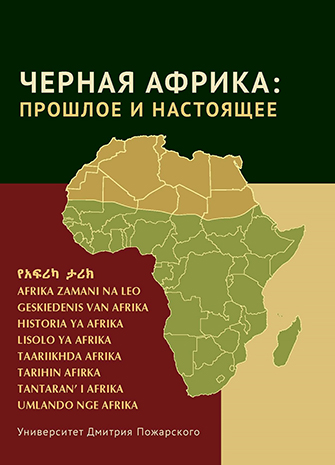 ЧЕРНАЯ АФРИКА:
ПРОШЛОЕ И НАСТОЯЩЕЕ
የአፍሪካ ታሪክ
AFRIKA ZAMANI NA LEO
GESKIEDENIS VAN AFRIKA
HISTORIA YA AFRIKA
LISOLO YA AFRIKA
TAARIIKHDA AFRIKA
TARIHIN AFIRKA
TANTARAN’ I AFRIKA
UMLANDO NGE AFRIKA
Университет Дмитрия Пожарского